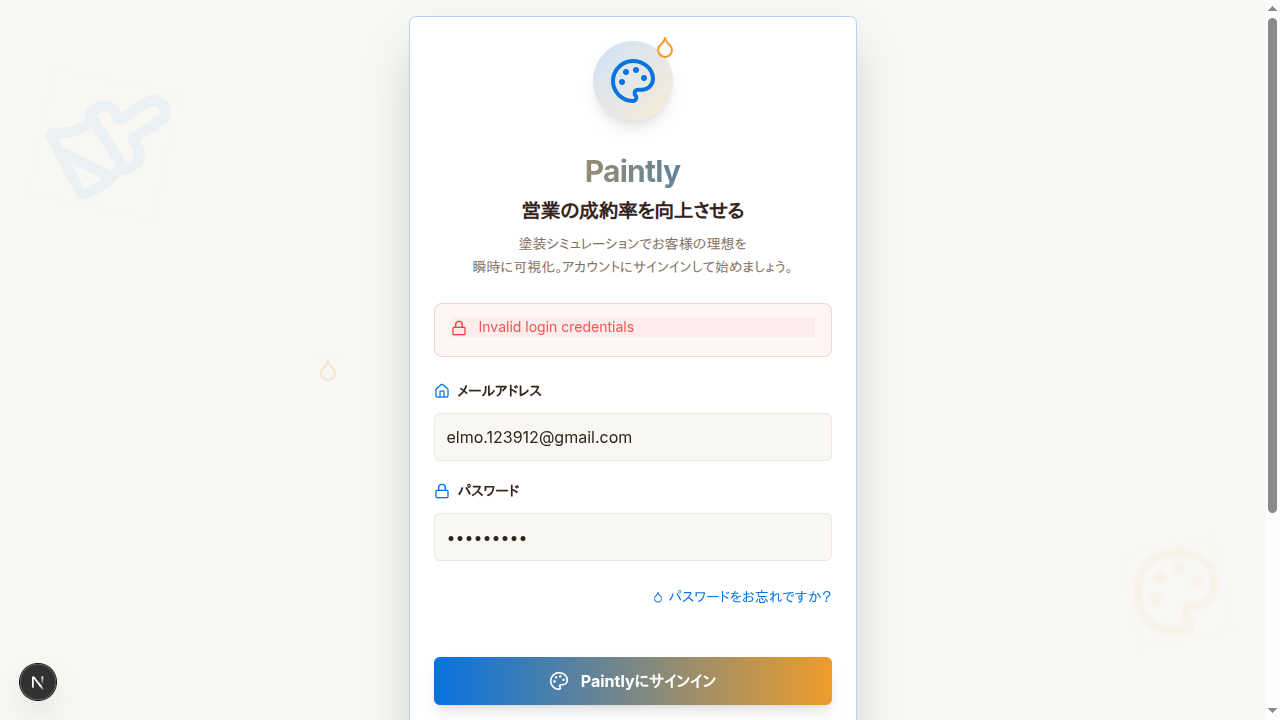 Paintly
営業の成約率を向上させる
塗装シミュレーションでお客様の理想を
瞬時に可視化。アカウントにサインインして始めましょう。
Invalid login credentials
メールアドレス
elmo.123912@gmail.com
パスワード
•••••••••
パスワードをお忘れですか？
Paintlyにサインイン
N